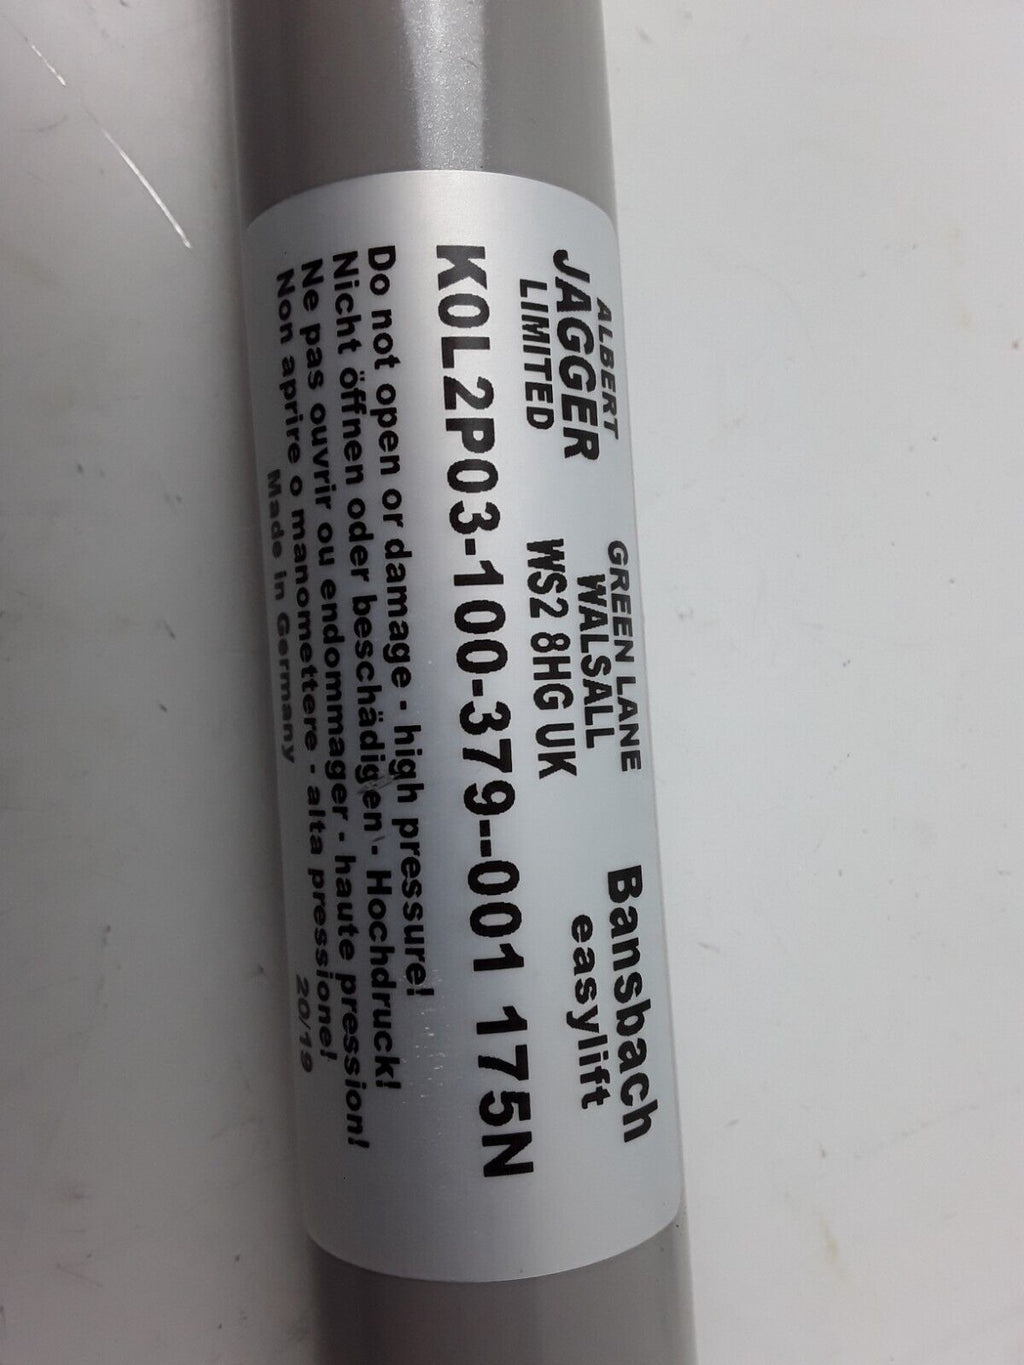 ALBERT
JAGGER
LIMITED
GREEN LANE
WALSALL
WS2 8HG UK
Bansbach
easylift
K0L2P03-100-379--001 175N
Do not open or damage - high pressure!
Nicht öffnen oder beschädigen - Hochdruck!
Ne pas ouvrir ou endommager - haute pression!
Non aprire o manomettere - alta pressione!
Made in Germany
20/19